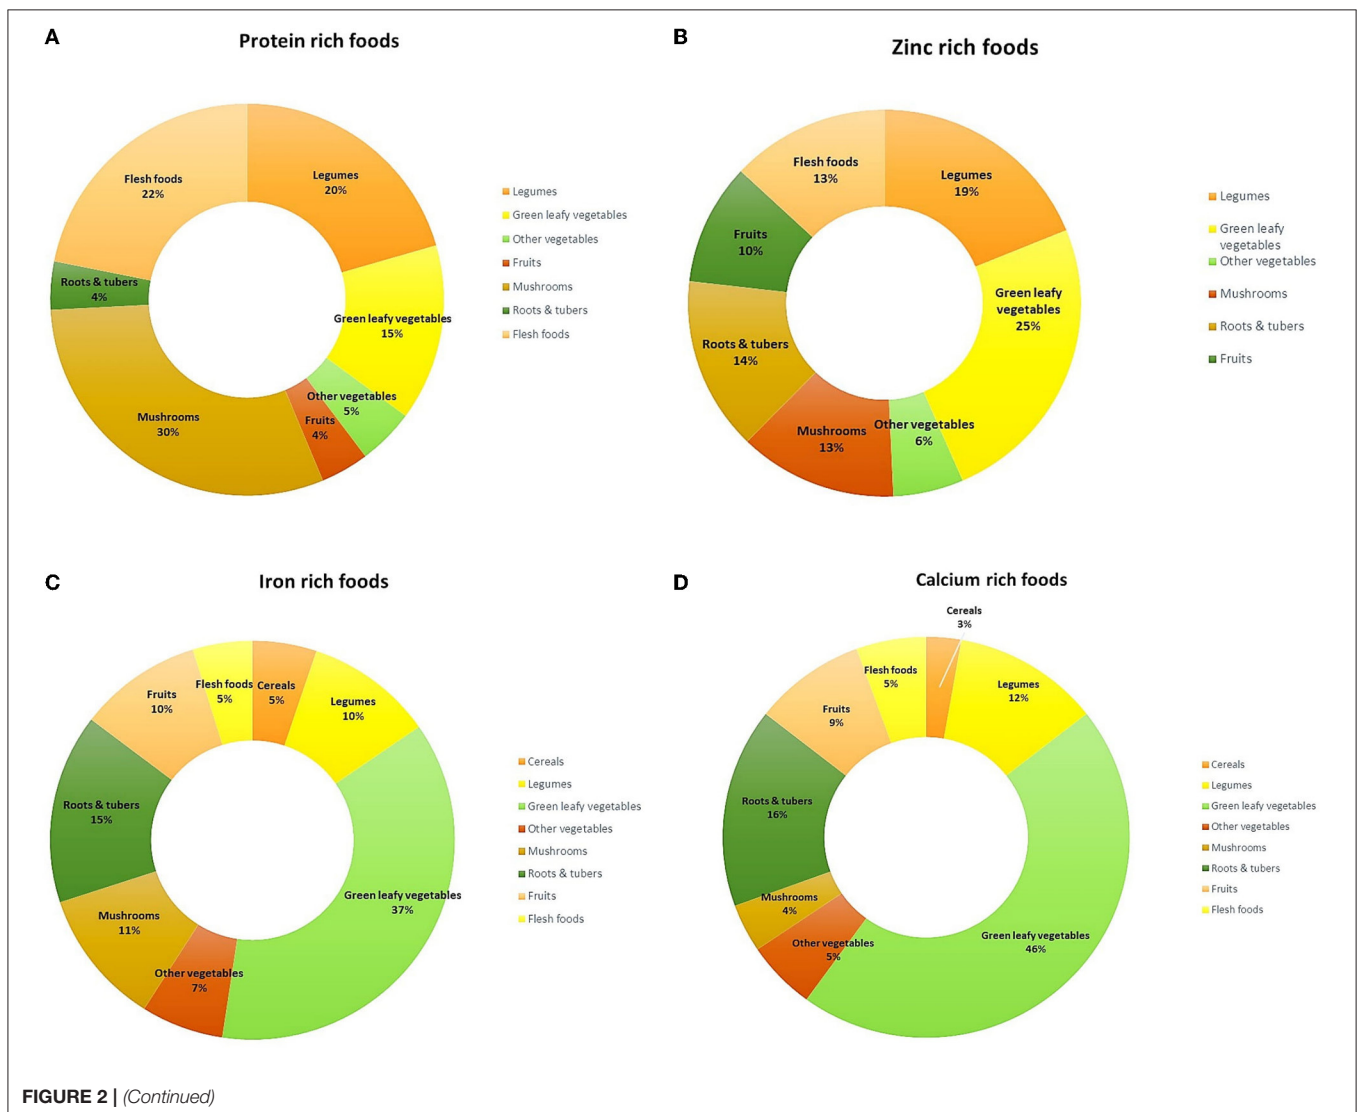 A
Protein rich foods
Flesh foods
22%
Legumes
20%
Roots & tubers
4%
Green leafy vegetables
15%
Other vegetables
5%
Fruits
4%
Mushrooms
30%
Legumes
Green leafy vegetables
Other vegetables
Fruits
Mushrooms
Roots & tubers
Flesh foods
B
Zinc rich foods
Flesh foods
13%
Legumes
19%
Fruits
10%
Green leafy
vegetables
25%
Roots & tubers
14%
Mushrooms
13%
Other vegetables
6%
Legumes
Green leafy
vegetables
Other vegetables
Mushrooms
Roots & tubers
Fruits
C
Iron rich foods
Fruits
10%
Flesh foods
5%
Cereals
5%
Legumes
10%
Roots & tubers
15%
Green leafy vegetables
37%
Mushrooms
11%
Other vegetables
7%
Cereals
Legumes
Green leafy vegetables
Other vegetables
Mushrooms
Roots & tubers
Fruits
Flesh foods
D
Calcium rich foods
Cereals
3%
Flesh foods
5%
Legumes
12%
Fruits
9%
Roots & tubers
16%
Mushrooms
4%
Other vegetables
5%
Green leafy vegetables
46%
Cereals
Legumes
Green leafy vegetables
Other vegetables
Mushrooms
Roots & tubers
Fruits
Flesh foods
FIGURE 2 | (Continued)